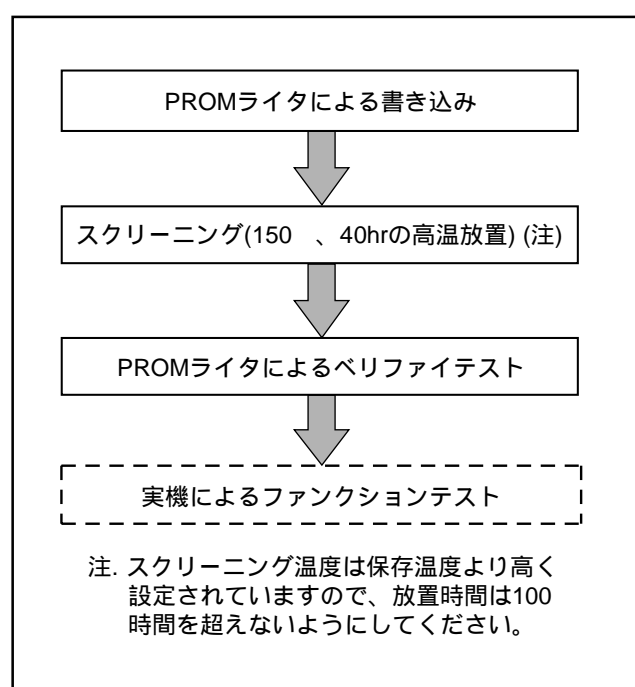 PROMライタによる書き込み
スクリーニング(150　、40hrの高温放置) (注)
PROMライタによるベリファイテスト
実機によるファンクションテスト
注. スクリーニング温度は保存温度より高く
設定されていますので、放置時間は100
時間を超えないようにしてください。